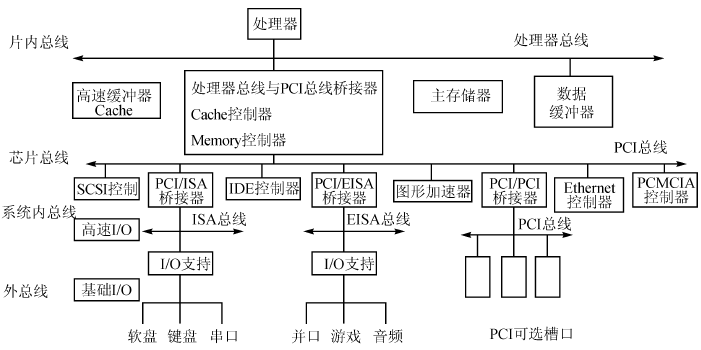 处理器
片内总线
处理器总线
高速缓冲器
Cache
处理器总线与PCI总线桥接器
Cache控制器
Memory控制器
主存储器
数据
缓冲器
芯片总线
PCI总线
SCSI控制
PCI/ISA
桥接器
IDE控制器
PCI/EISA
桥接器
图形加速器
PCI/PCI
桥接器
Ethernet
控制器
PCMCIA
控制器
系统内总线
高速I/O
ISA总线
EISA总线
PCI总线
I/O支持
I/O支持
外总线
基础I/O
软盘 键盘 串口
并口 游戏 音频
PCI可选槽口